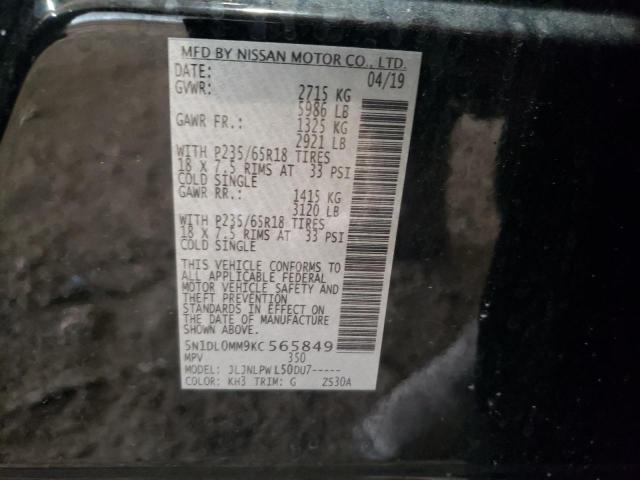 MFD BY NISSAN MOTOR CO., LTD.
DATE: 04/19
GVWR: 2715 KG
5986 LB
GAWR FR.: 1325 KG
2921 LB
WITH P235/65R18 TIRES
18 X 7.5 RIMS AT 33 PSI
COLD SINGLE
GAWR RR.: 1415 KG
3120 LB
WITH P235/65R18 TIRES
18 X 7.5 RIMS AT 33 PSI
COLD SINGLE
THIS VEHICLE CONFORMS TO
ALL APPLICABLE FEDERAL
MOTOR VEHICLE SAFETY AND
THEFT PREVENTION
STANDARDS IN EFFECT ON
THE DATE OF MANUFACTURE
SHOWN ABOVE.
5N1DL0MM9KC565849
MPV 350
MODEL: JLJNLPWL50DU7-----
COLOR: KH3 TRIM: G ZS30A